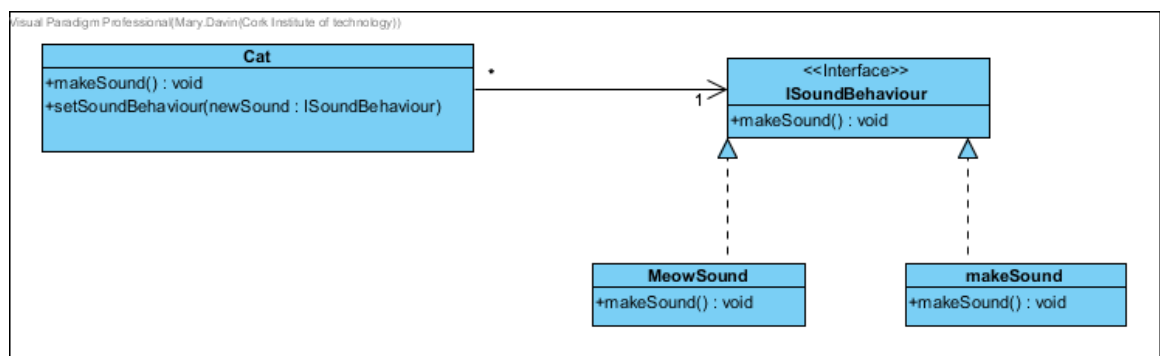 Visual Paradigm Professional(Mary.Davin(Cork Institute of technology))
Cat
+makeSound() : void
+setSoundBehaviour(newSound : ISoundBehaviour)
*
1
<<Interface>>
ISoundBehaviour
+makeSound() : void
MeowSound
+makeSound() : void
makeSound
+makeSound() : void